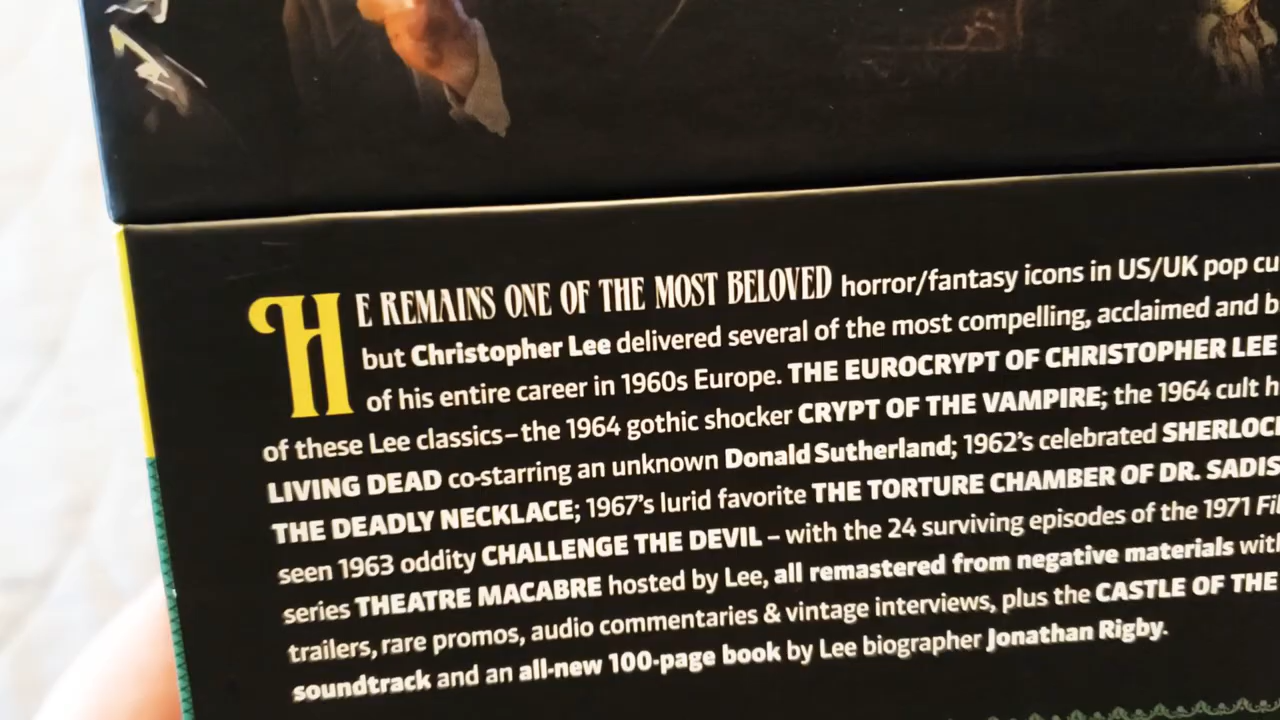 HE REMAINS ONE OF THE MOST BELOVED horror/fantasy icons in US/UK pop
but Christopher Lee delivered several of the most compelling, acclaimed and
of his entire career in 1960s Europe. THE EUROCRYPT OF CHRISTOPHER LEE
of these Lee classics – the 1964 gothic shocker CRYPT OF THE VAMPIRE; the 1964 cult
LIVING DEAD co-starring an unknown Donald Sutherland; 1962's celebrated
THE DEADLY NECKLACE; 1967's lurid favorite THE TORTURE CHAMBER OF DR.
seen 1963 oddity CHALLENGE THE DEVIL – with the 24 surviving episodes of the 1971
series THEATRE MACABRE hosted by Lee, all remastered from negative materials
trailers, rare promos, audio commentaries & vintage interviews, plus the CASTLE OF THE
soundtrack and an all-new 100-page book by Lee biographer Jonathan Rigby.